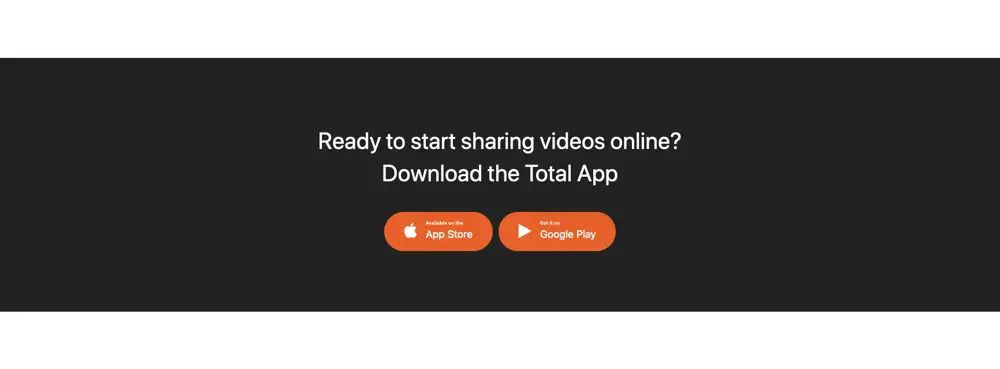 Ready to start sharing videos online?
Download the Total App
Available on the
App Store
Get it on
Google Play